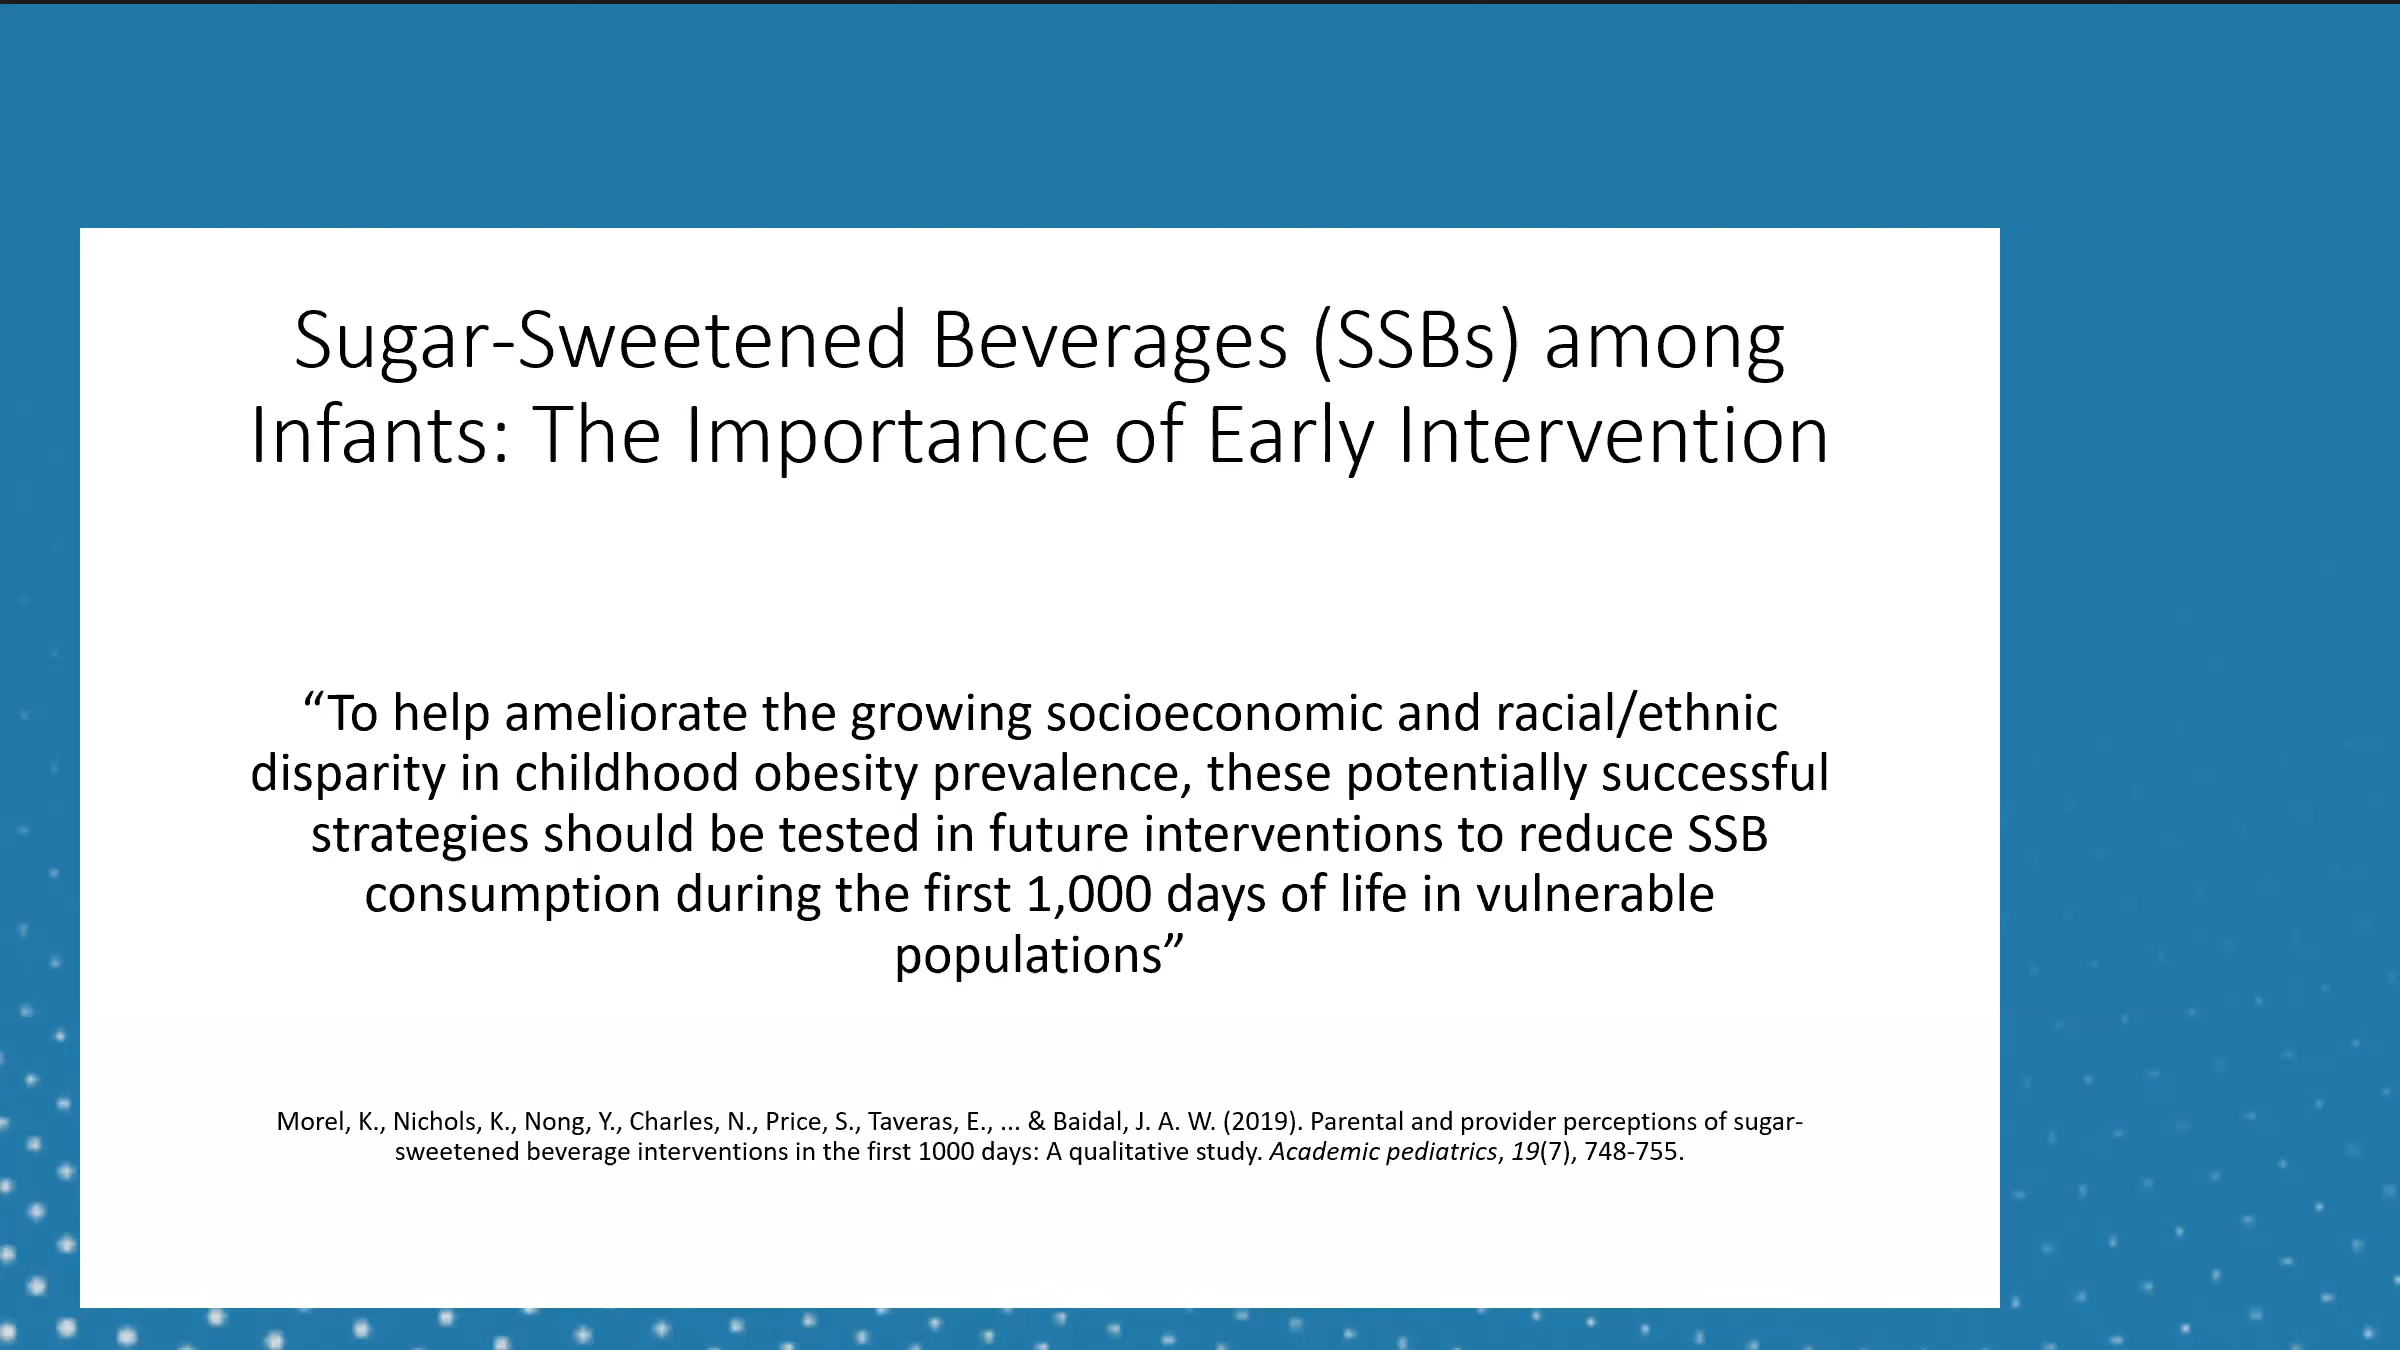 Sugar-Sweetened Beverages (SSBs) among
Infants: The Importance of Early Intervention
“To help ameliorate the growing socioeconomic and racial/ethnic
disparity in childhood obesity prevalence, these potentially successful
strategies should be tested in future interventions to reduce SSB
consumption during the first 1,000 days of life in vulnerable
populations”
Morel, K., Nichols, K., Nong, Y., Charles, N., Price, S., Taveras, E., ... & Baidal, J. A. W. (2019). Parental and provider perceptions of sugar-
sweetened beverage interventions in the first 1000 days: A qualitative study. Academic pediatrics, 19(7), 748-755.